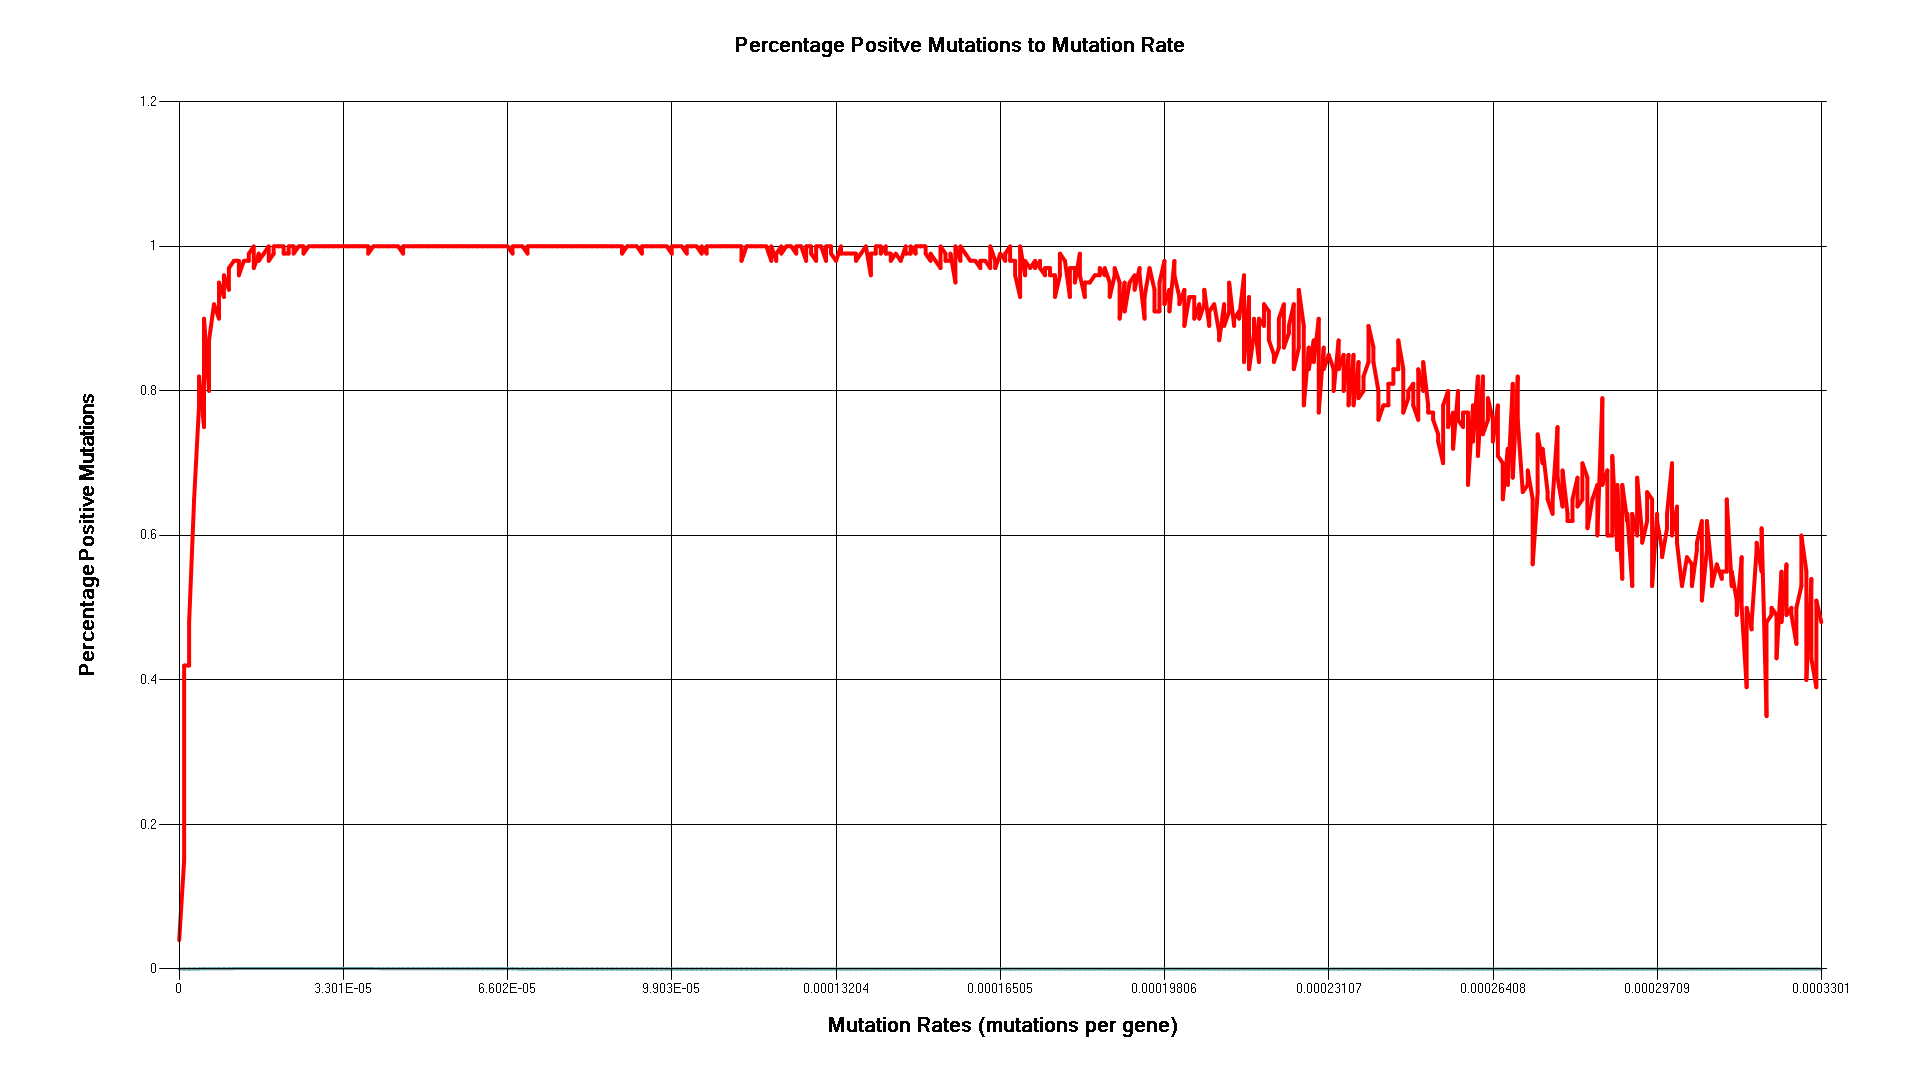 Percentage Positve Mutations to Mutation Rate
1.2
1
0.8
0.6
0.4
0.2
0
Percentage Positive Mutations
0 3.301E-05 6.602E-05 9.903E-05 0.00013204 0.00016505 0.00019806 0.00023107 0.00026408 0.00029709 0.0003301
Mutation Rates (mutations per gene)